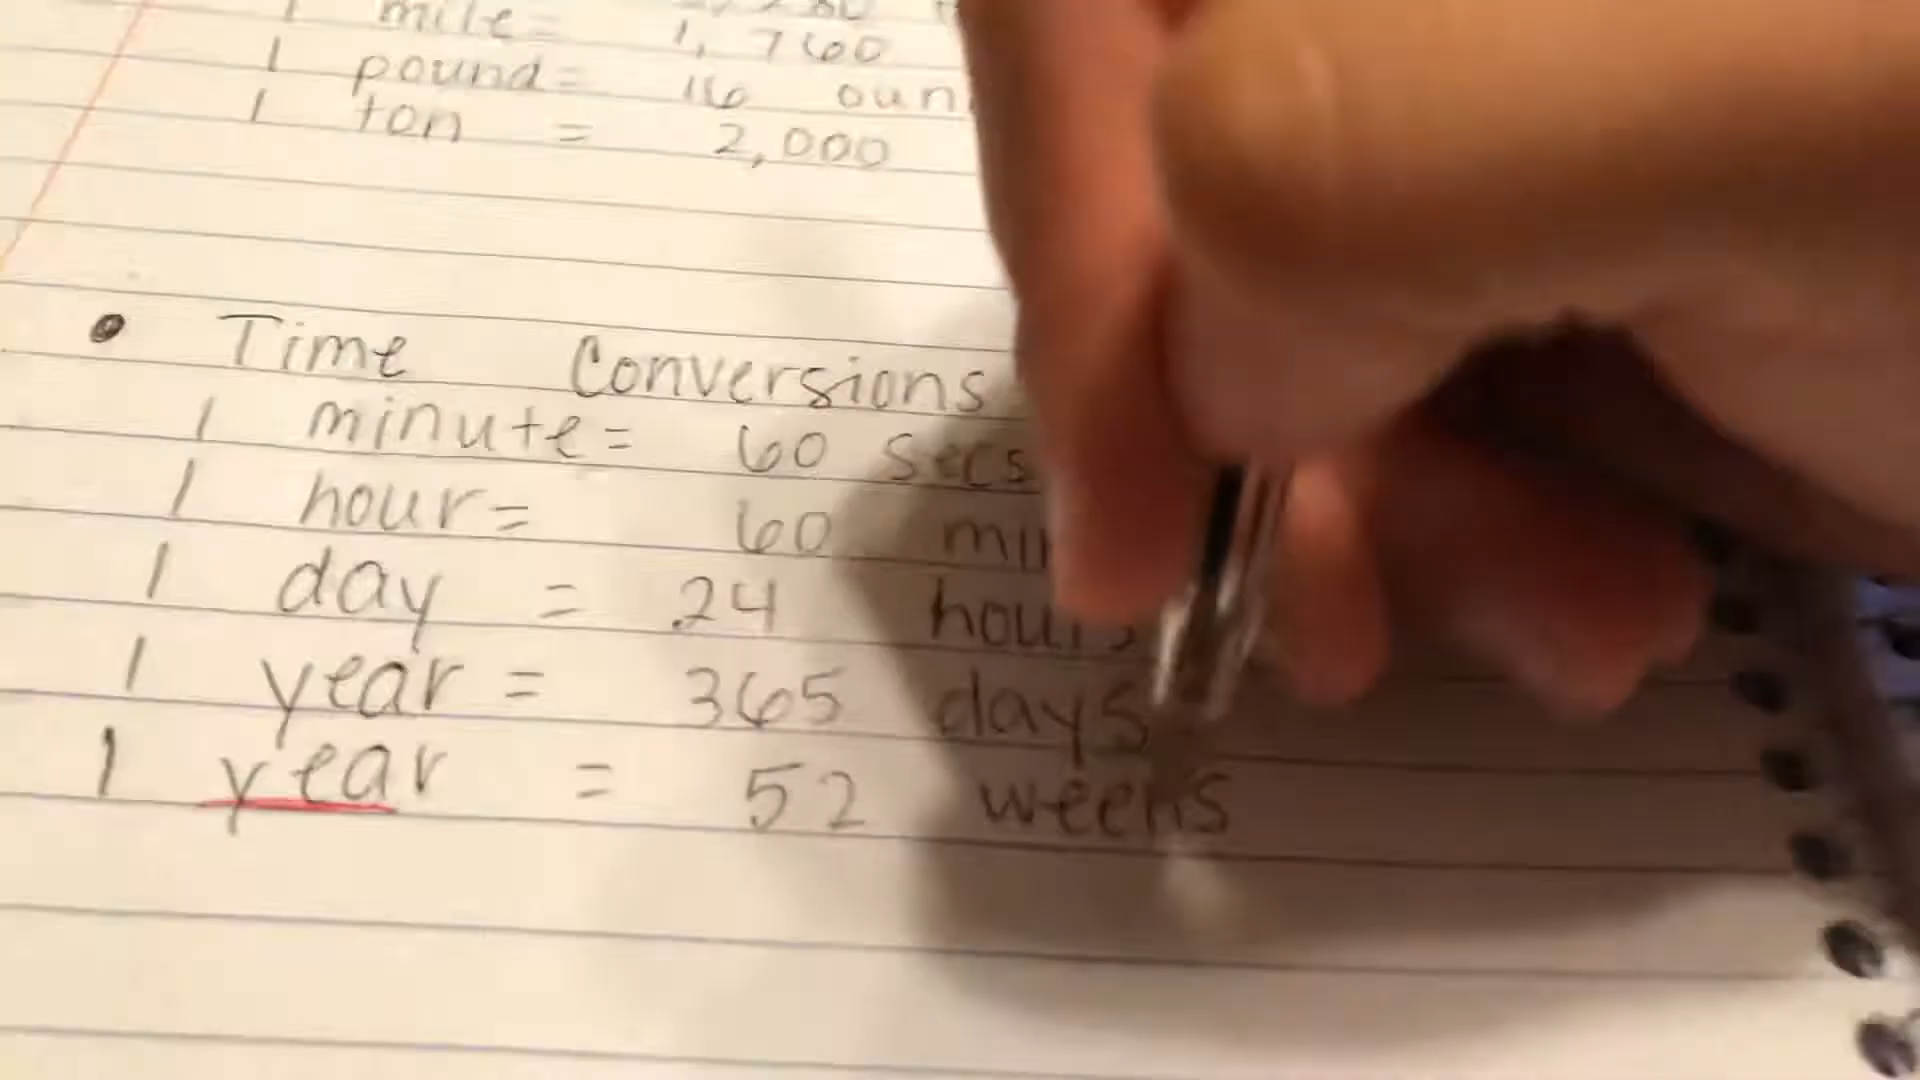 1 mile =
1, 760
1 pound = 16
1 ton = 2,000
• Time Conversions
1 minute = 60 secs
1 hour = 60
1 day = 24 hours
1 year = 365 days
1 year = 52 weeks